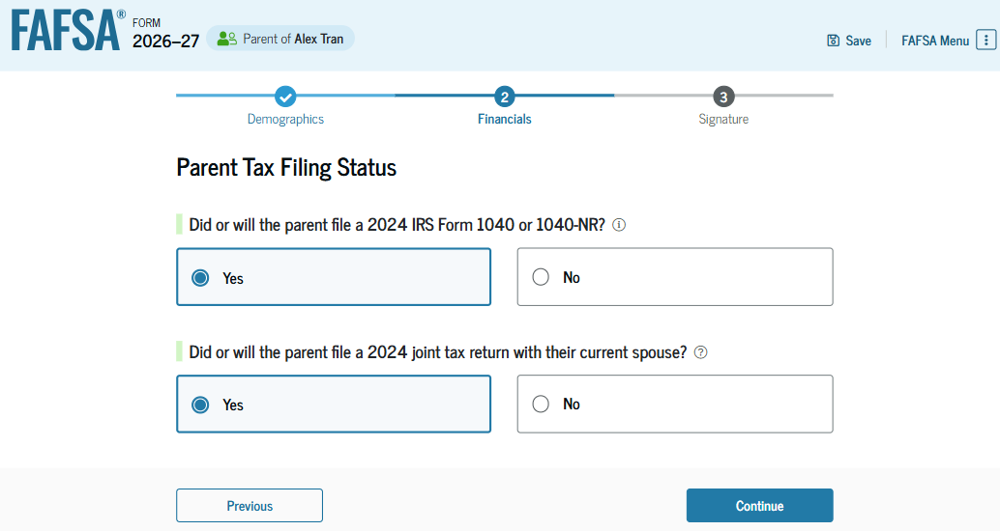 FAFSA®
FORM
2026–27
Parent of Alex Tran
Save
FAFSA Menu
2
3
Demographics
Financials
Signature
Parent Tax Filing Status
Did or will the parent file a 2024 IRS Form 1040 or 1040-NR?
Yes
No
Did or will the parent file a 2024 joint tax return with their current spouse?
Yes
No
Previous
Continue